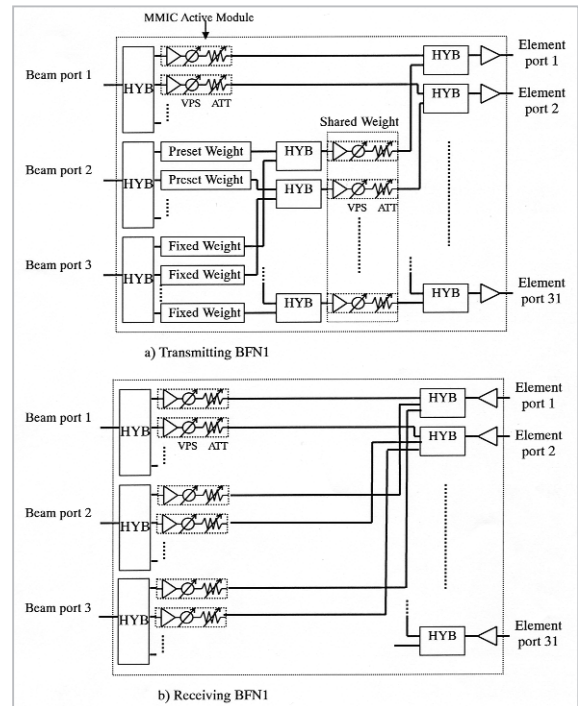 MMIC Active Module
Beam port 1
HYB
VPS ATT
HYB
HYB
Element port 1
Element port 2
Shared Weight
Beam port 2
HYB
Preset Weight
Preset Weight
HYB
HYB
VPS ATT
Beam port 3
HYB
Fixed Weight
Fixed Weight
Fixed Weight
HYB
HYB
Element port 31
a) Transmitting BFN1
Beam port 1
HYB
VPS ATT
HYB
HYB
Element port 1
Element port 2
Beam port 2
HYB
Beam port 3
HYB
HYB
Element port 31
b) Receiving BFN1